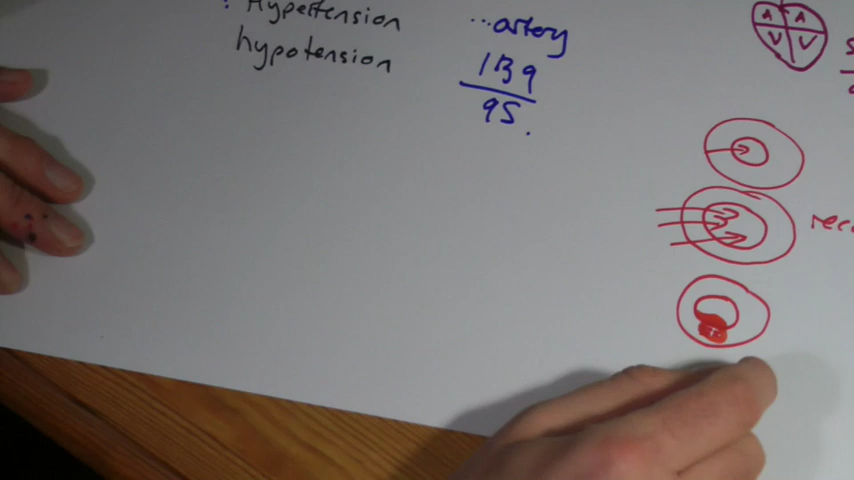 Hypertension
hypotension
...artery
139
95.
A A
V V